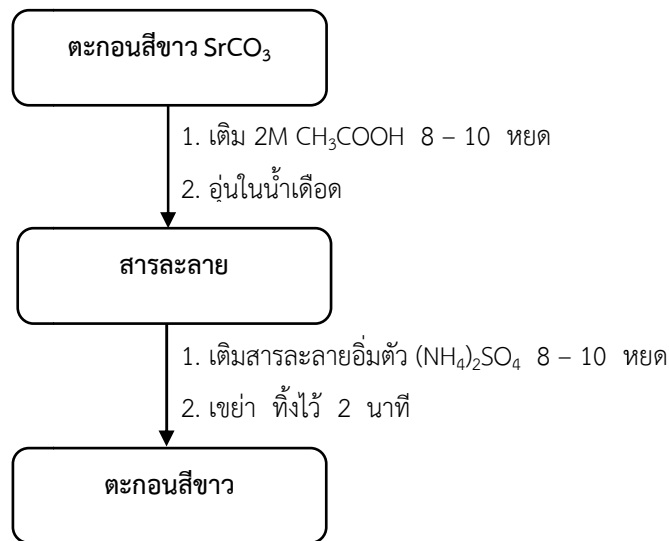 ตะกอนสีขาว SrCO₃
1. เติม 2M CH₃COOH 8 – 10 หยด
2. อุ่นในน้ำเดือด
สารละลาย
1. เติมสารละลายอิ่มตัว (NH₄)₂SO₄ 8 – 10 หยด
2. เขย่า ทิ้งไว้ 2 นาที
ตะกอนสีขาว